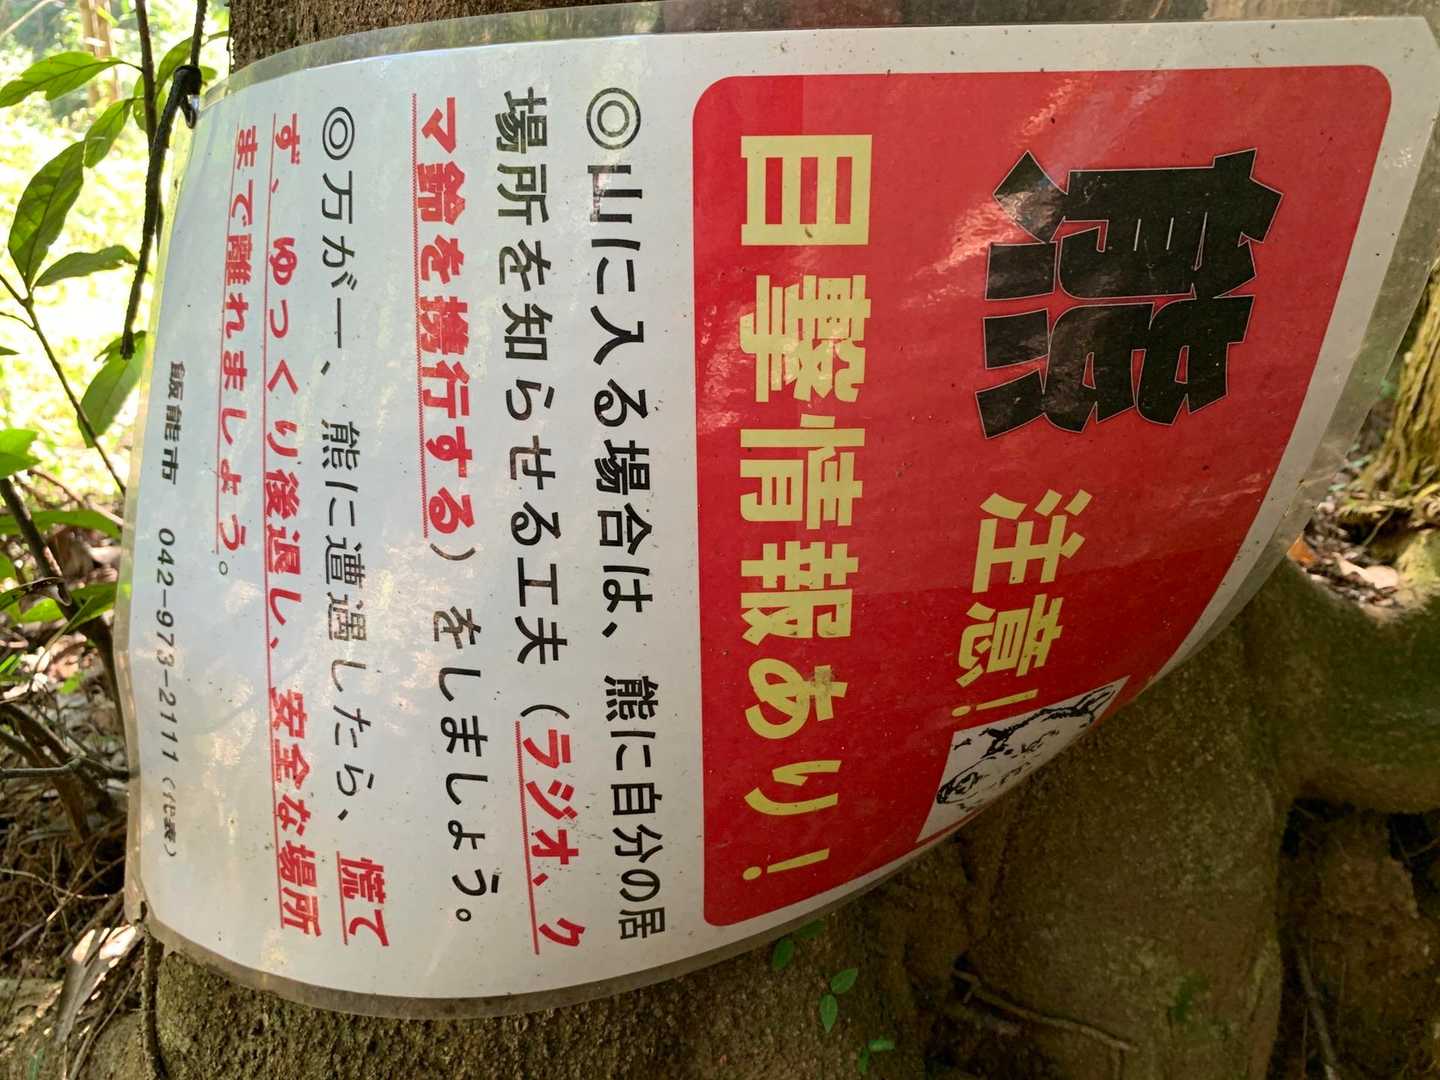 熊 注意！
目撃情報あり！
◎山に入る場合は、熊に自分の居
場所を知らせる工夫（ラジオ、ク
マ鈴を携行する）をしましょう。
◎万が一、熊に遭遇したら、慌て
ず、ゆっくり後退し、安全な場所
まで離れましょう。
飯能市 042-973-2111（代表）